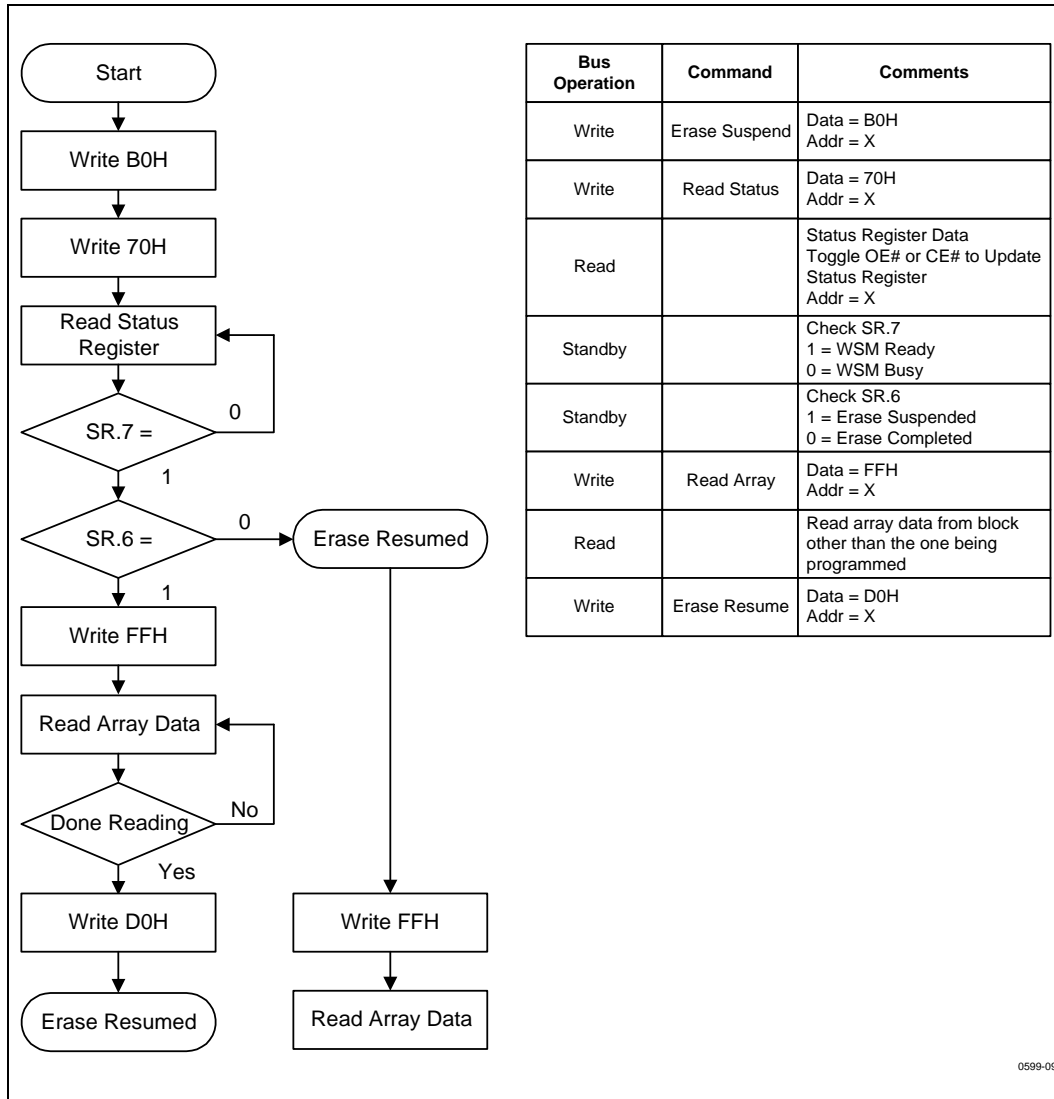 Start
Write B0H
Write 70H
Read Status
Register
0
SR.7 =
1
0
SR.6 =
Erase Resumed
1
Write FFH
Read Array Data
No
Done Reading
Yes
Write D0H
Write FFH
Erase Resumed
Read Array Data
Bus
Operation
Command
Comments
Write
Erase Suspend
Data = B0H
Addr = X
Write
Read Status
Data = 70H
Addr = X
Read
Status Register Data
Toggle OE# or CE# to Update
Status Register
Addr = X
Standby
Check SR.7
1 = WSM Ready
0 = WSM Busy
Standby
Check SR.6
1 = Erase Suspended
0 = Erase Completed
Write
Read Array
Data = FFH
Addr = X
Read
Read array data from block
other than the one being
programmed
Write
Erase Resume
Data = D0H
Addr = X
0599-09